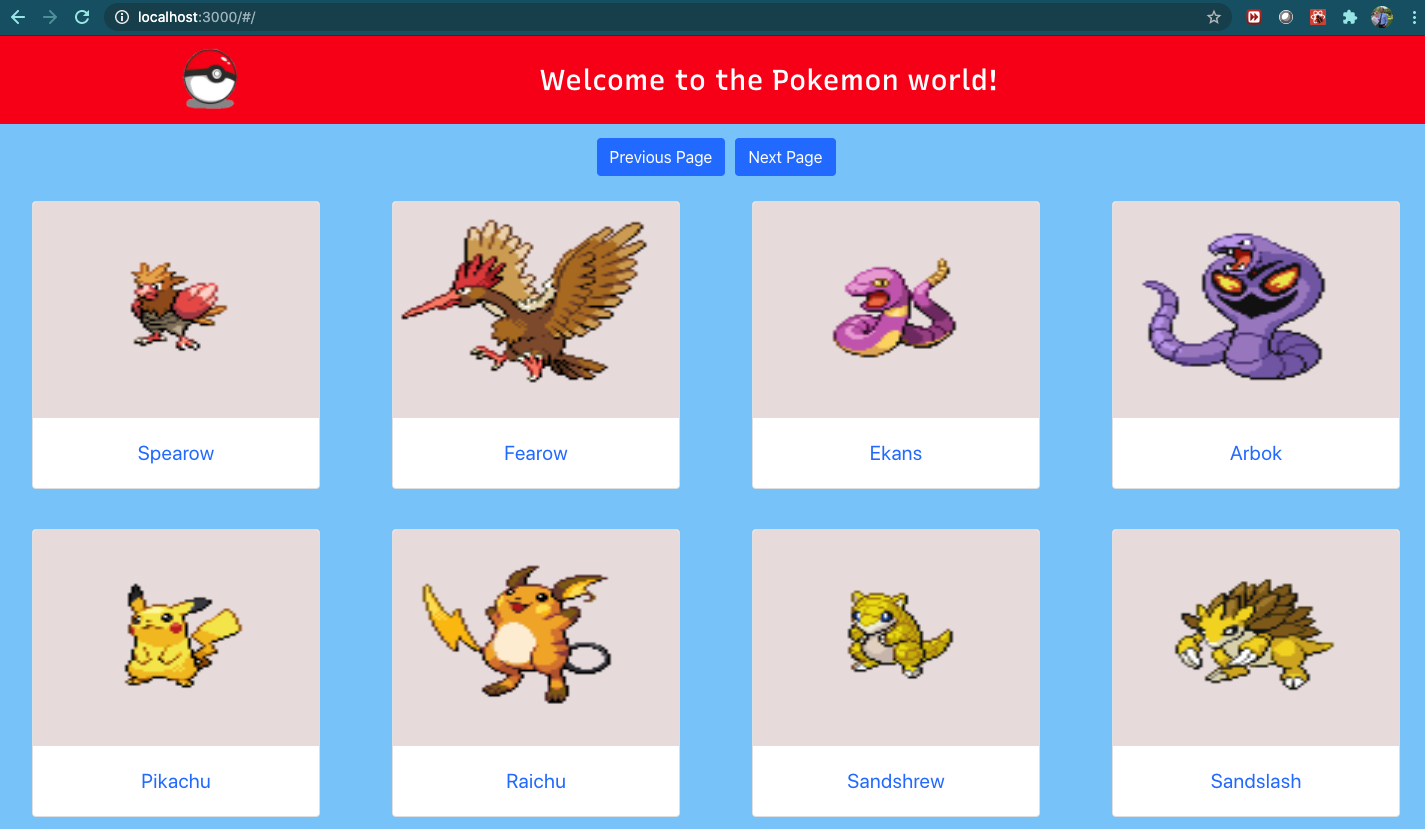 localhost:3000/#/
Welcome to the Pokemon world!
Previous Page Next Page
Spearow Fearow Ekans Arbok
Pikachu Raichu Sandshrew Sandslash